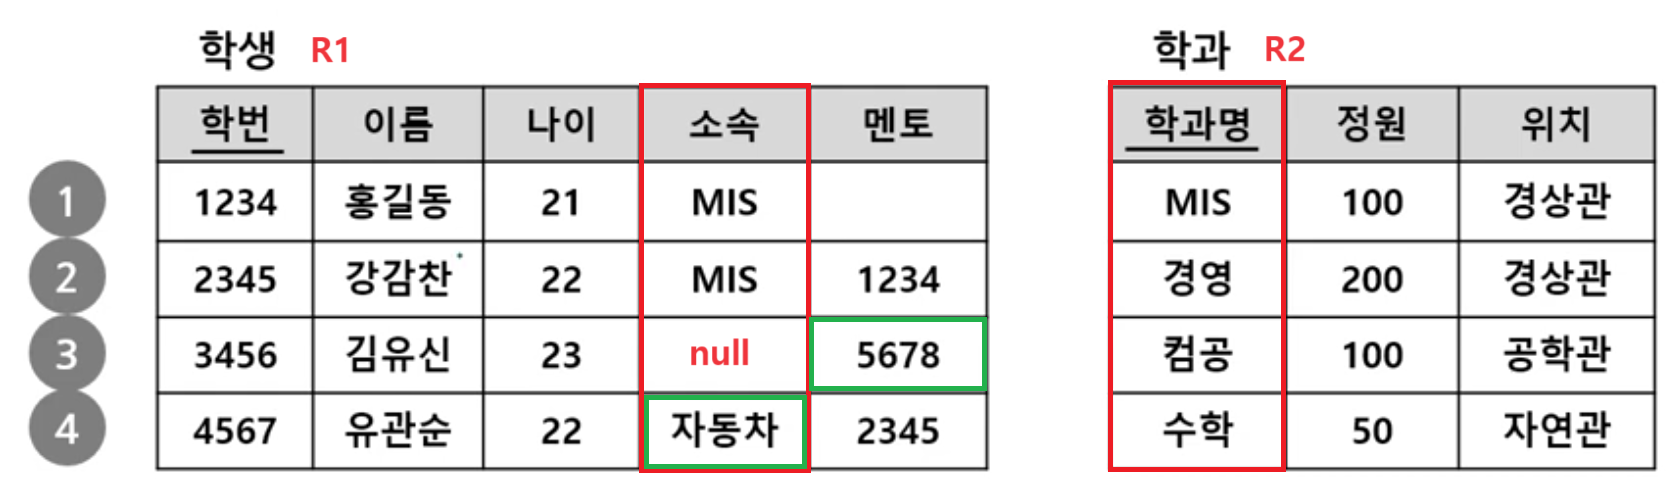 학생 R1
학과 R2
학번 이름 나이 소속 멘토
1 1234 홍길동 21 MIS
2 2345 강감찬 22 MIS 1234
3 3456 김유신 23 null 5678
4 4567 유관순 22 자동차 2345
학과명 정원 위치
MIS 100 경상관
경영 200 경상관
컴공 100 공학관
수학 50 자연관